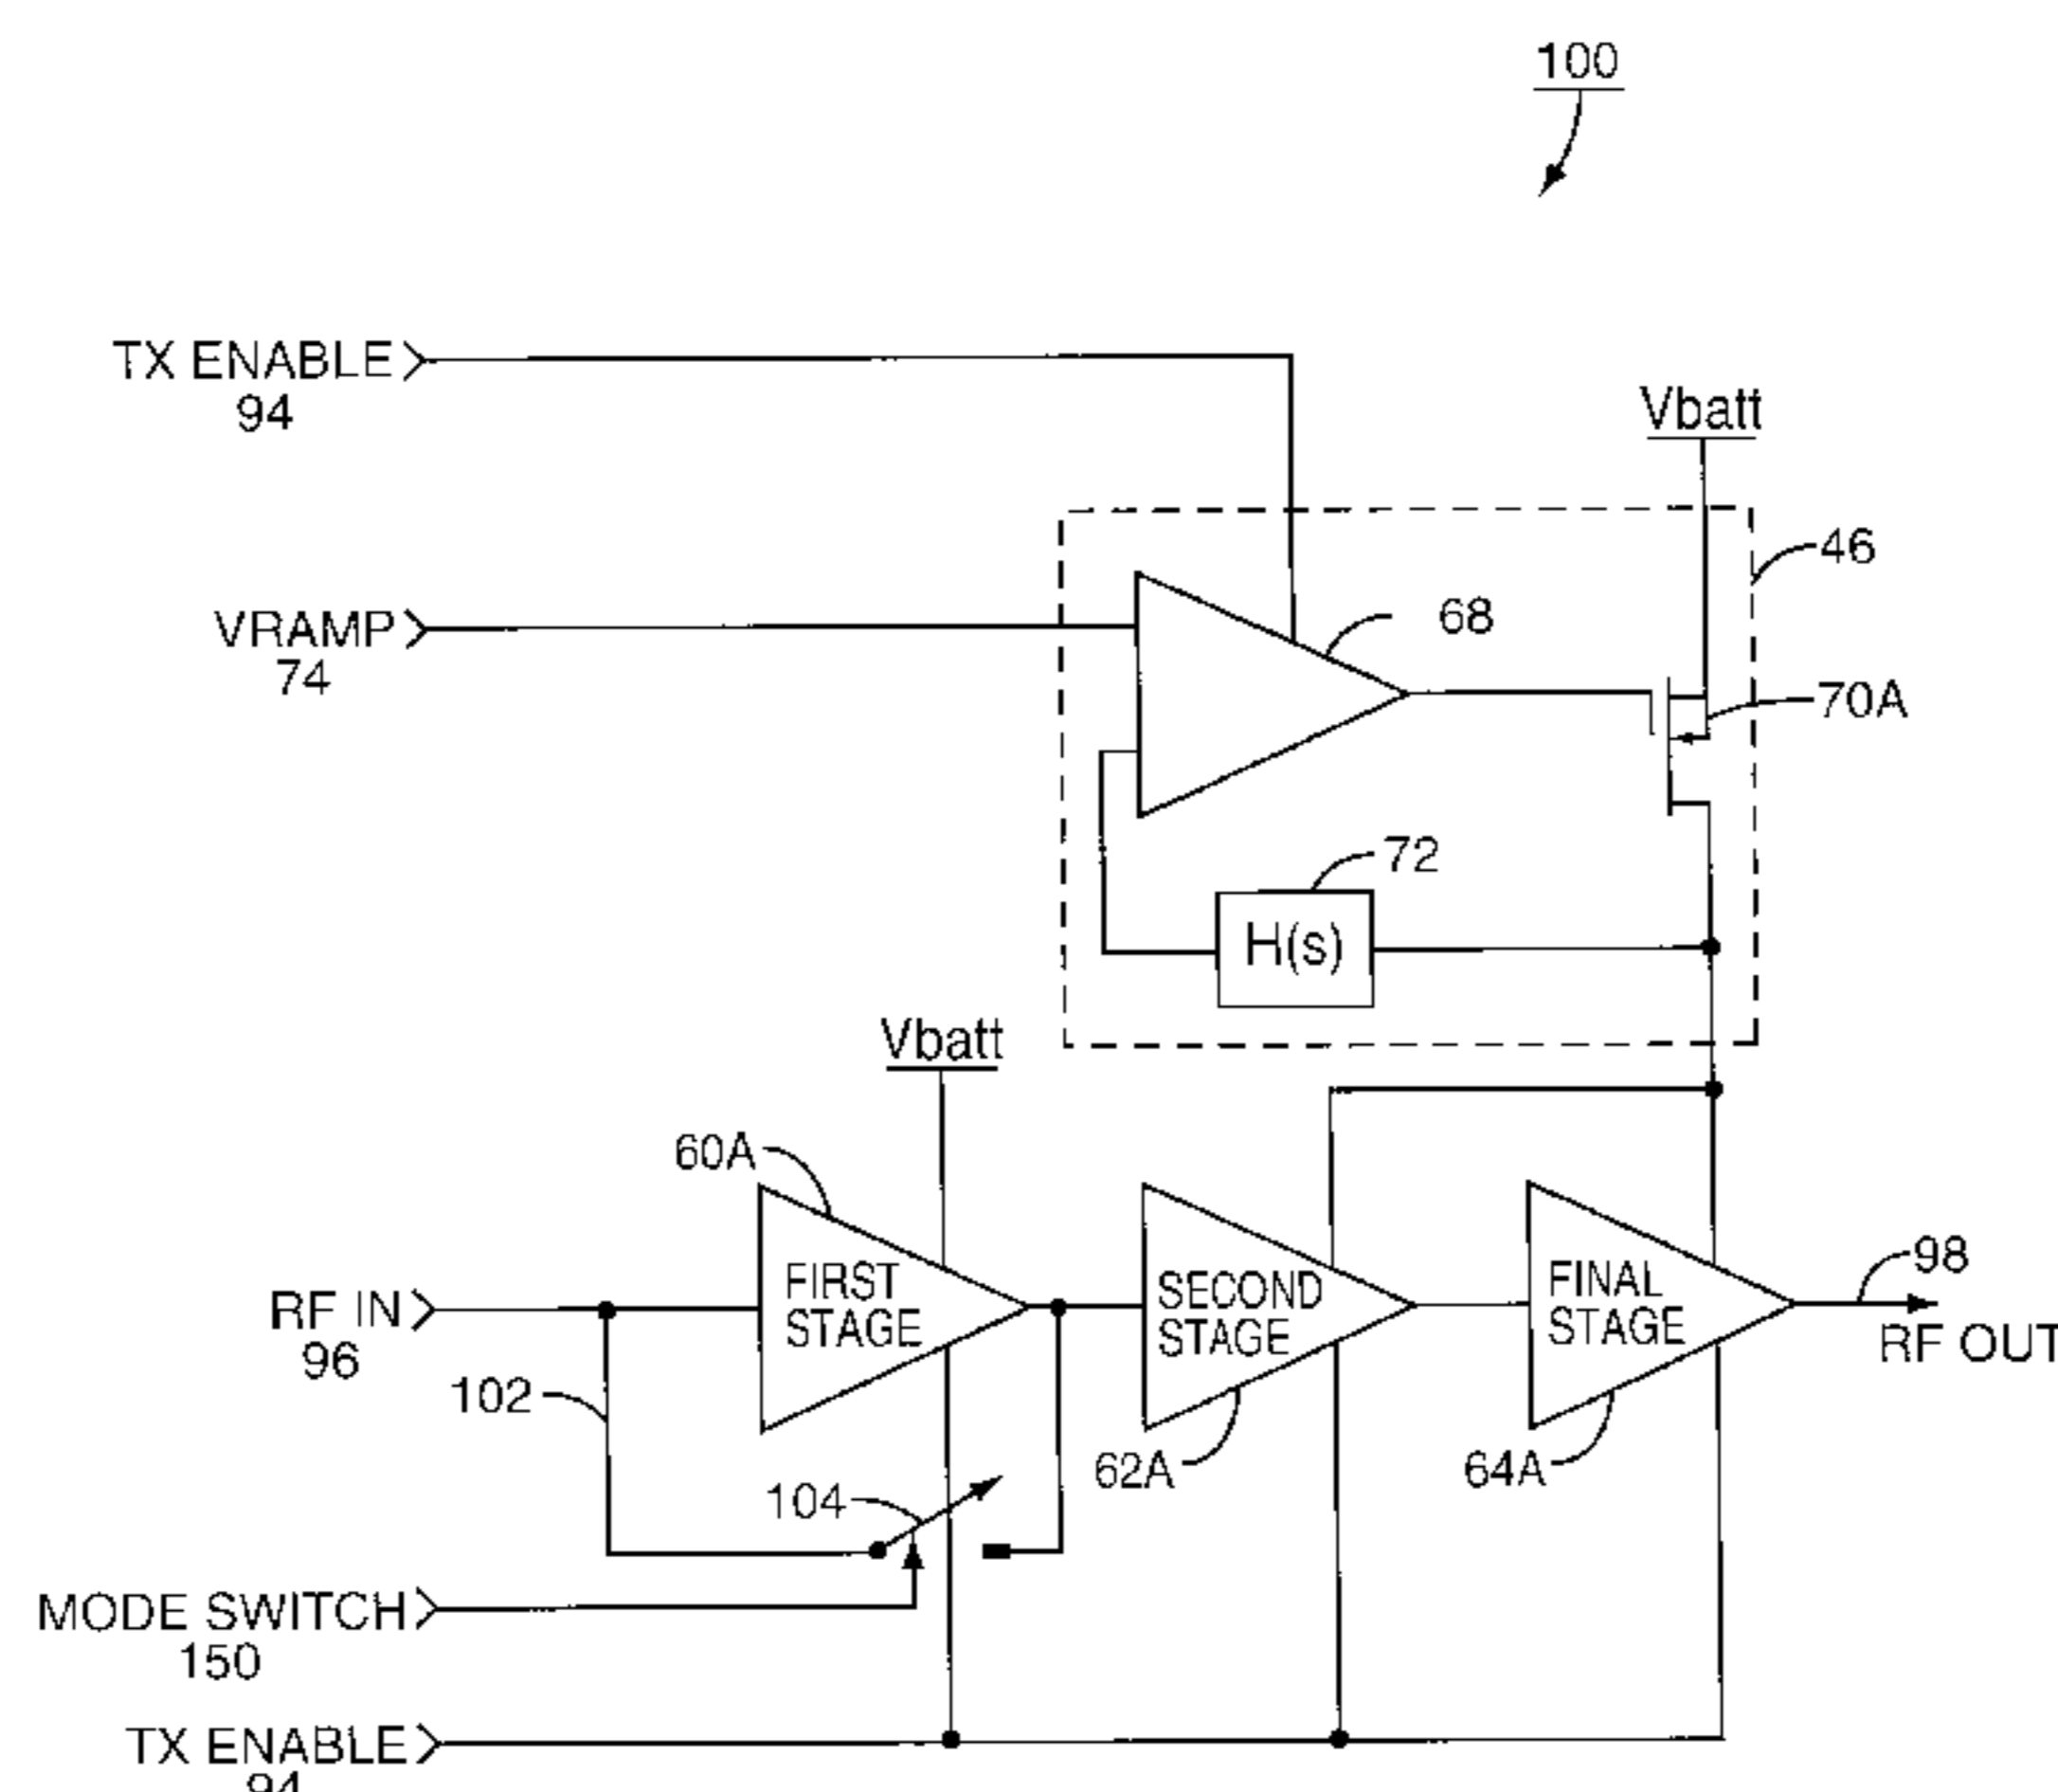 100
TX ENABLE
94
Vbatt
46
VRAMP
74
68
70A
72
H(s)
Vbatt
60A
FIRST
STAGE
SECOND
STAGE
FINAL
STAGE
98
RF IN
96
RF OUT
102
62A
64A
104
MODE SWITCH
150
TX ENABLE
94